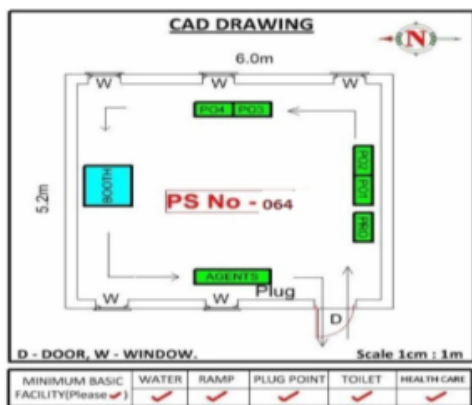 CAD DRAWING
N
6.0m
W W W
PO4 PO3
5.2m
BOOTH
PO2
PO1
PRO
PS No - 064
AGENTS
Plug
W W
D
D - DOOR, W - WINDOW. Scale 1cm : 1m
MINIMUM BASIC FACILITY(Please ✓) WATER RAMP PLUG POINT TOILET HEALTH CARE
✓ ✓ ✓ ✓ ✓